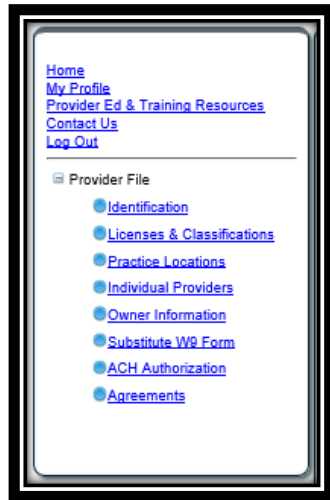 Home
My Profile
Provider Ed & Training Resources
Contact Us
Log Out
Provider File
Identification
Licenses & Classifications
Practice Locations
Individual Providers
Owner Information
Substitute W9 Form
ACH Authorization
Agreements